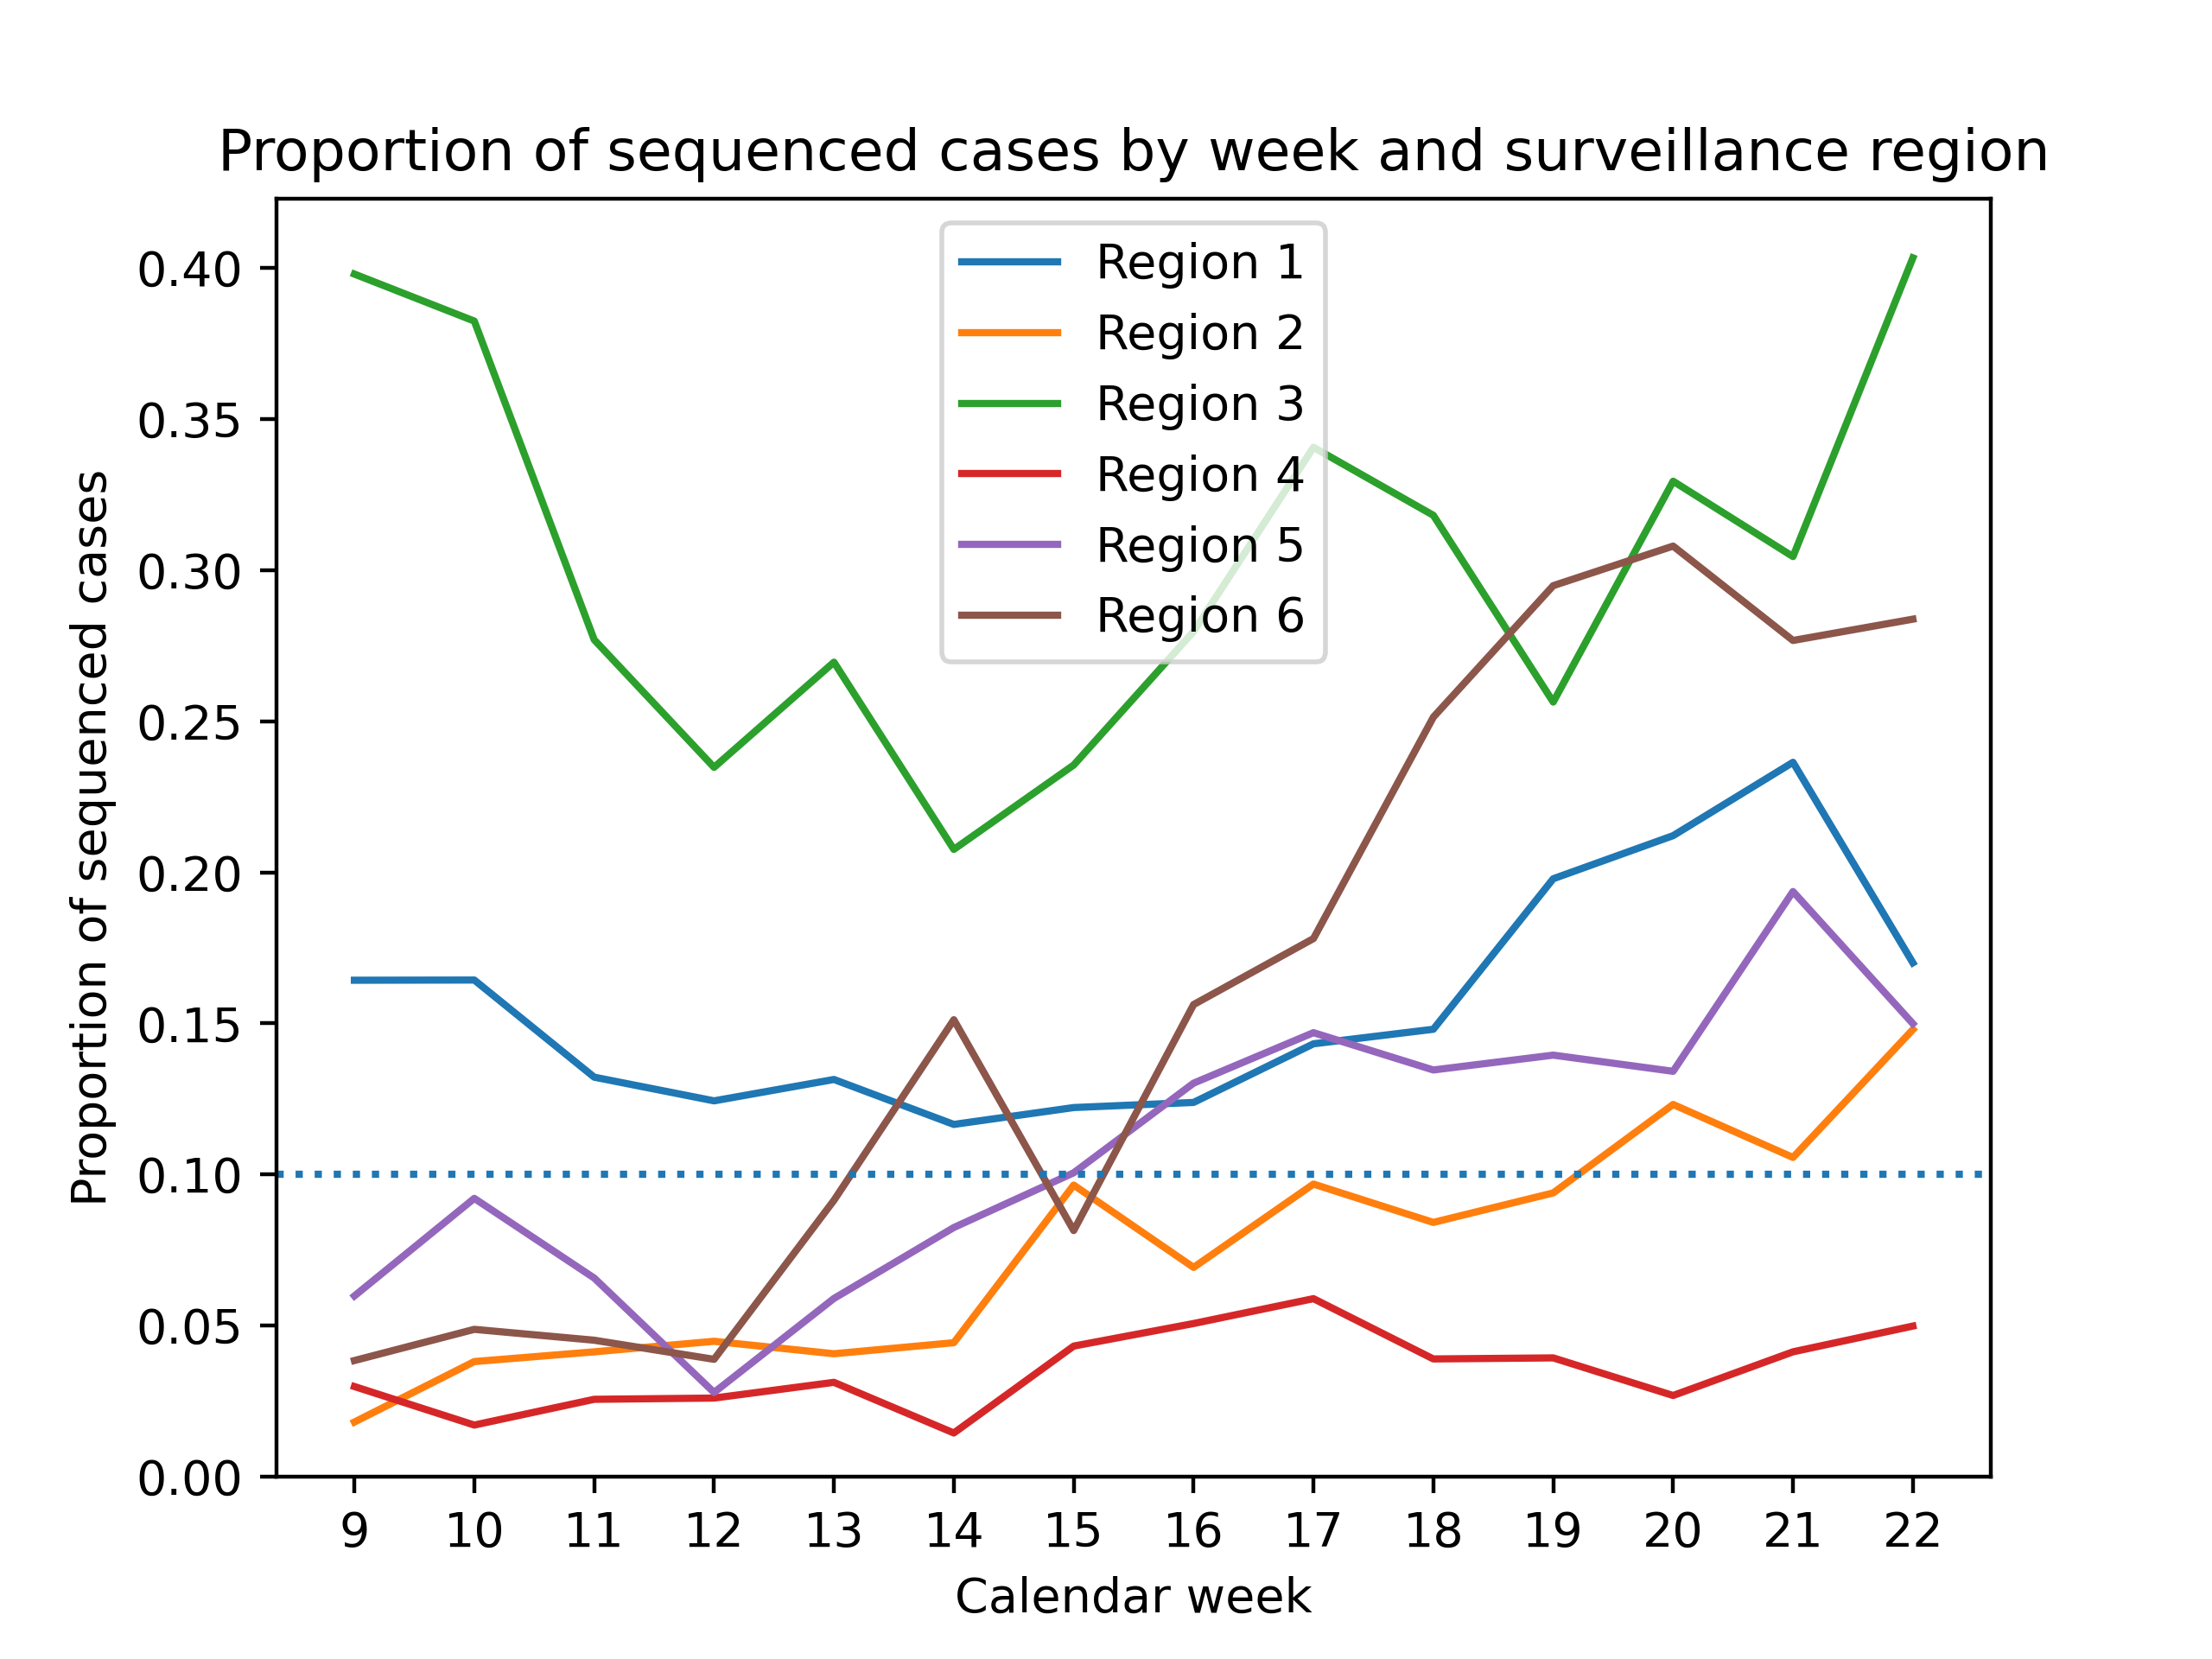 Proportion of sequenced cases by week and surveillance region
Region 1
Region 2
Region 3
Region 4
Region 5
Region 6
Proportion of sequenced cases
0.40
0.35
0.30
0.25
0.20
0.15
0.10
0.05
0.00
9 10 11 12 13 14 15 16 17 18 19 20 21 22
Calendar week